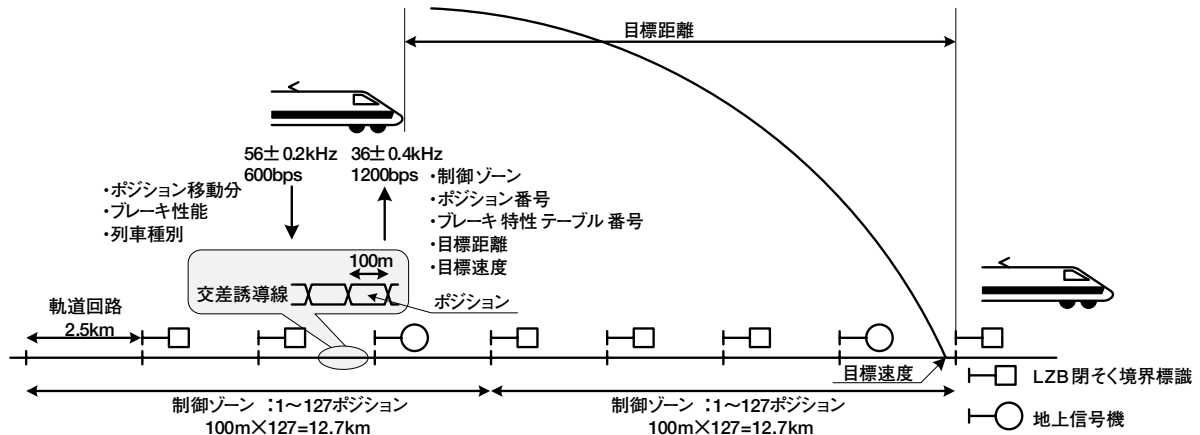 目標距離
56±0.2kHz
600bps
36±0.4kHz
1200bps
・ポジション移動分
・ブレーキ性能
・列車種別
・制御ゾーン
・ポジション番号
・ブレーキ 特性 テーブル 番号
・目標距離
・目標速度
100m
交差誘導線
ポジション
軌道回路
2.5km
目標速度
制御ゾーン ：1～127ポジション
100m×127=12.7km
制御ゾーン ：1～127ポジション
100m×127=12.7km
LZB閉そく境界標識
地上信号機